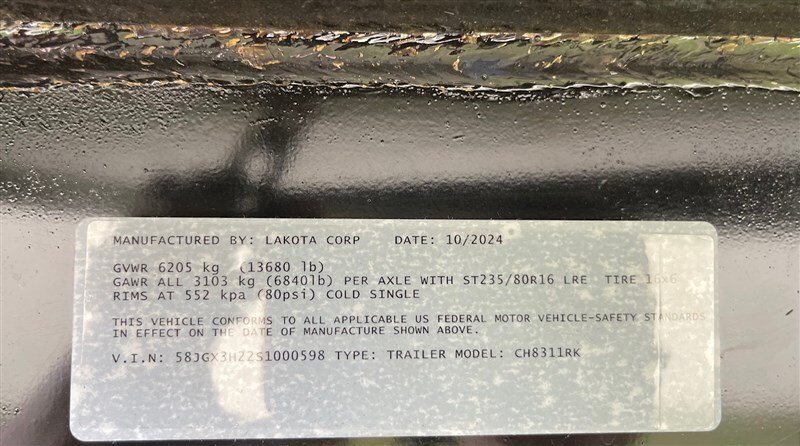 MANUFACTURED BY: LAKOTA CORP DATE: 10/2024
GVWR 6205 kg (13680 lb)
GAWR ALL 3103 kg (6840lb) PER AXLE WITH ST235/80R16 LRE TIRE 16x6
RIMS AT 552 kpa (80psi) COLD SINGLE
THIS VEHICLE CONFORMS TO ALL APPLICABLE US FEDERAL MOTOR VEHICLE-SAFETY STANDARDS
IN EFFECT ON THE DATE OF MANUFACTURE SHOWN ABOVE.
V.I.N: 58JGX3HZ2S1000598 TYPE: TRAILER MODEL: CH8311RK